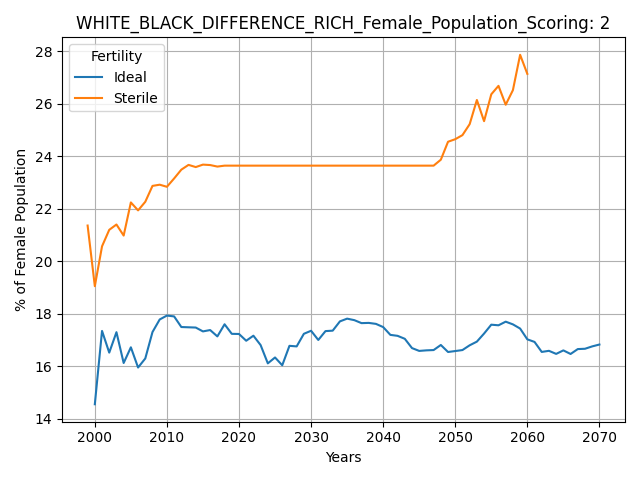 WHITE_BLACK_DIFFERENCE_RICH_Female_Population_Scoring: 2
Fertility
Ideal
Sterile
% of Female Population
28
26
24
22
20
18
16
14
2000 2010 2020 2030 2040 2050 2060 2070
Years